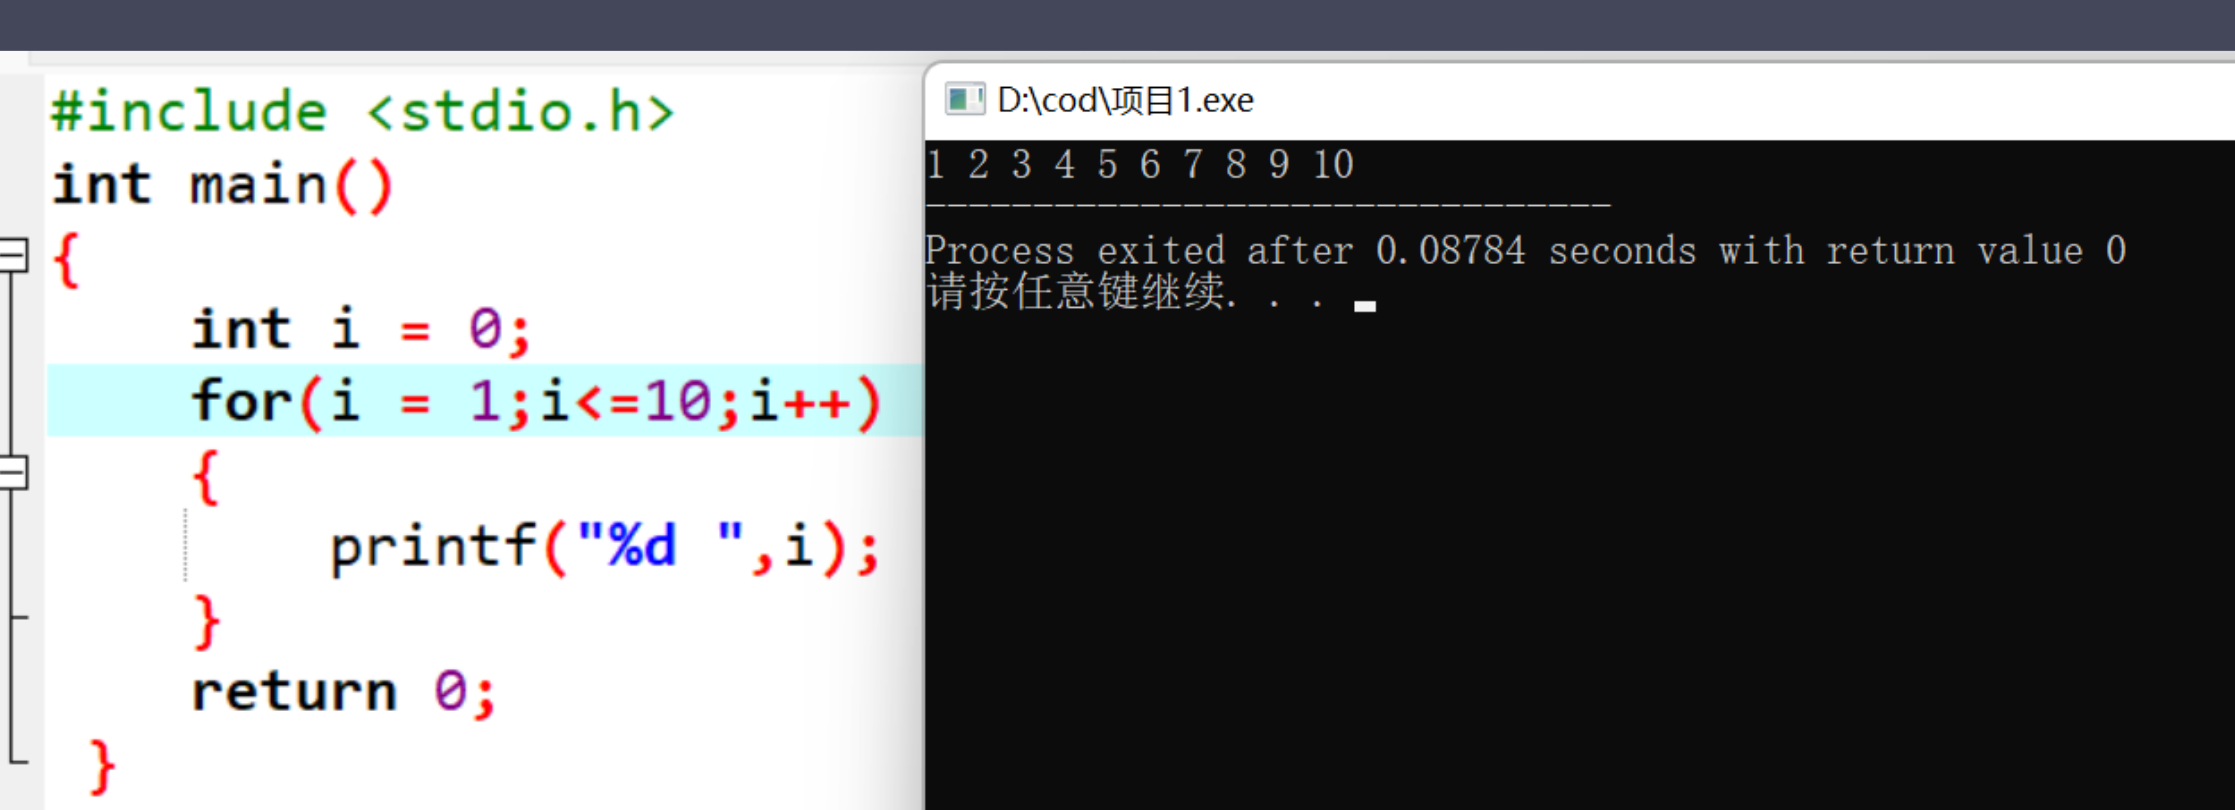 #include <stdio.h>
int main()
{
    int i = 0;
    for(i = 1;i<=10;i++)
    {
        printf("%d ",i);
    }
    return 0;
}
D:\cod\项目1.exe
1 2 3 4 5 6 7 8 9 10
--------------------------------
Process exited after 0.08784 seconds with return value 0
请按任意键继续. . .